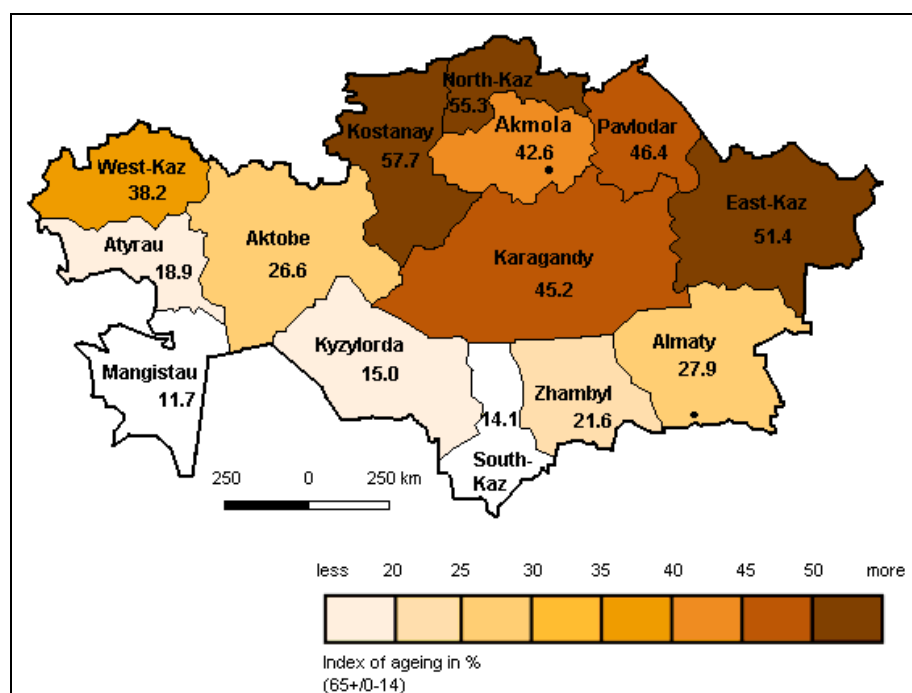 North-Kaz
55.3
Kostanay
57.7
Akmola
42.6
Pavlodar
46.4
West-Kaz
38.2
East-Kaz
51.4
Atyrau
18.9
Aktobe
26.6
Karagandy
45.2
Mangistau
11.7
Kyzylorda
15.0
Almaty
27.9
Zhambyl
21.6
14.1
South-
Kaz
250 0 250 km
less 20 25 30 35 40 45 50 more
Index of ageing in %
(65+/0-14)